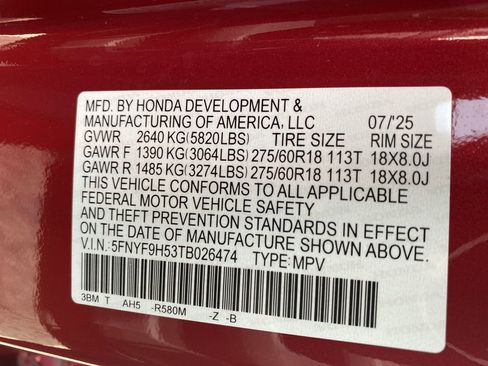 MFD. BY HONDA DEVELOPMENT &
MANUFACTURING OF AMERICA, LLC 07/'25
GVWR 2640 KG(5820LBS) TIRE SIZE RIM SIZE
GAWR F 1390 KG(3064LBS) 275/60R18 113T 18X8.0J
GAWR R 1485 KG(3274LBS) 275/60R18 113T 18X8.0J
THIS VEHICLE CONFORMS TO ALL APPLICABLE
FEDERAL MOTOR VEHICLE SAFETY
AND THEFT PREVENTION STANDARDS IN EFFECT
ON THE DATE OF MANUFACTURE SHOWN ABOVE.
V.I.N.: 5FNYF9H53TB026474 TYPE: MPV
3BM T AH5 -R580M -Z -B